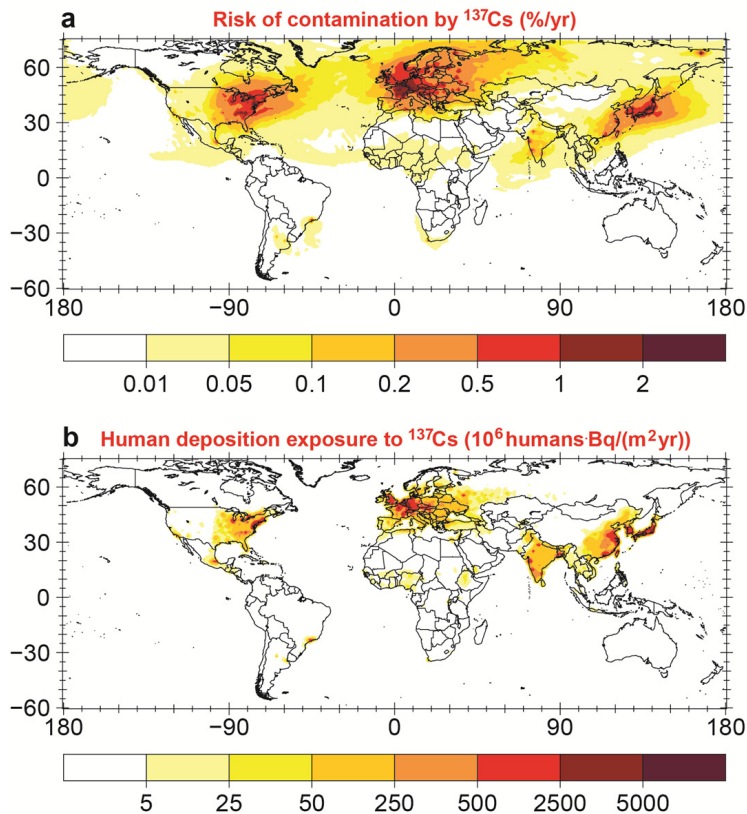 a Risk of contamination by ¹³⁷Cs (%/yr)
60
30
0
−30
−60
180 −90 0 90 180
0.01 0.05 0.1 0.2 0.5 1 2
b Human deposition exposure to ¹³⁷Cs (10⁶ humans·Bq/(m²yr))
60
30
0
−30
−60
180 −90 0 90 180
5 25 50 250 500 2500 5000